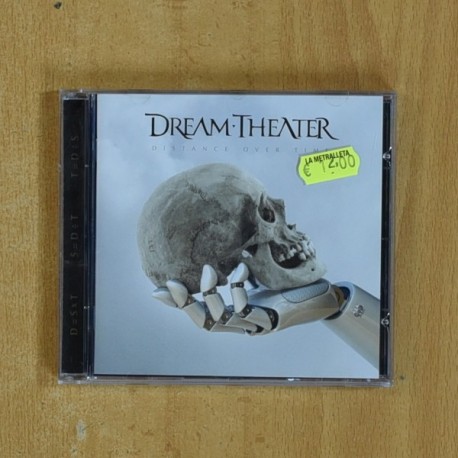 DREAM·THEATER
DISTANCE OVER TIME
LA METRALLETA
€ 12.00